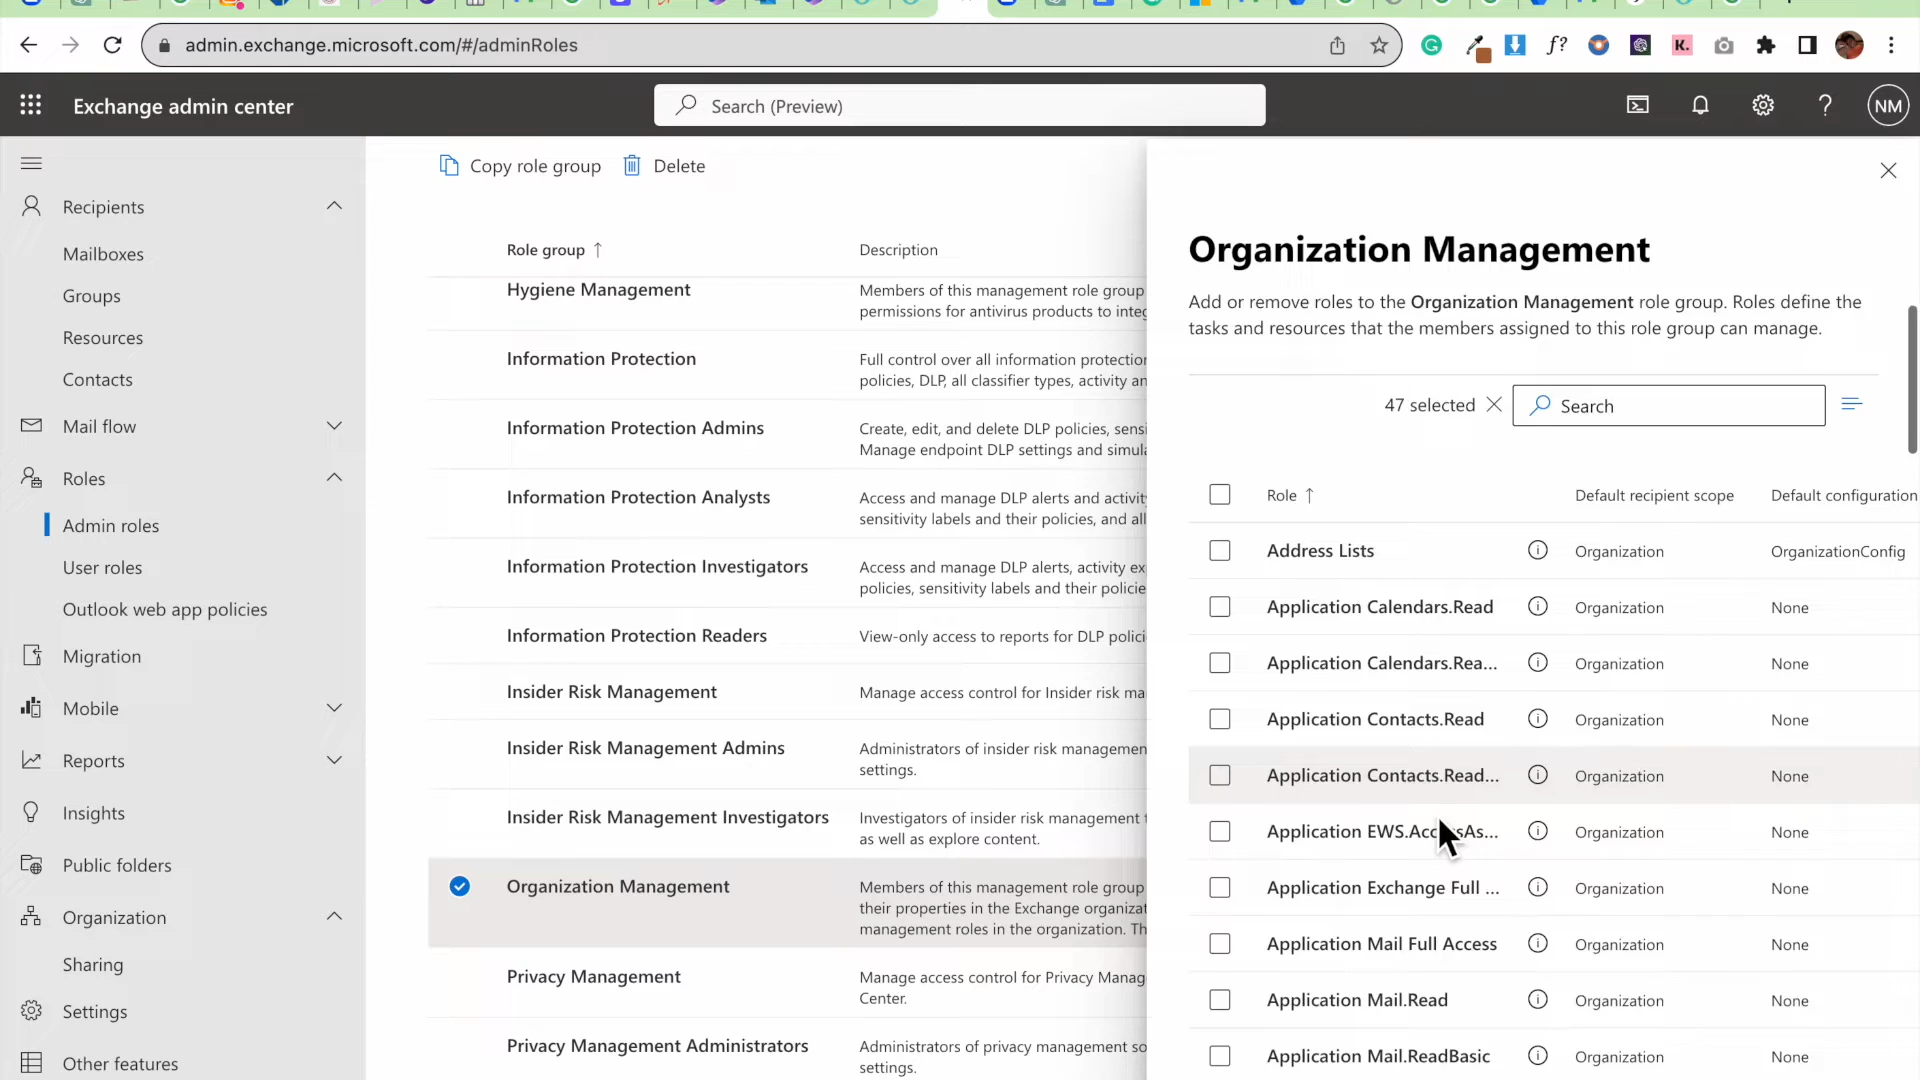 admin.exchange.microsoft.com/#/adminRoles
f?
K.
Exchange admin center
Search (Preview)
NM
Recipients
Mailboxes
Groups
Resources
Contacts
Mail flow
Roles
Admin roles
User roles
Outlook web app policies
Migration
Mobile
Reports
Insights
Public folders
Organization
Sharing
Settings
Other features
Copy role group
Delete
Role group ↑
Description
Hygiene Management
Members of this management role group
permissions for antivirus products to integ
Information Protection
Full control over all information protection
policies, DLP, all classifier types, activity an
Information Protection Admins
Create, edit, and delete DLP policies, sensi
Manage endpoint DLP settings and simula
Information Protection Analysts
Access and manage DLP alerts and activity
sensitivity labels and their policies, and all
Information Protection Investigators
Access and manage DLP alerts, activity ex
policies, sensitivity labels and their policie
Information Protection Readers
View-only access to reports for DLP polici
Insider Risk Management
Manage access control for Insider risk ma
Insider Risk Management Admins
Administrators of insider risk managemen
settings.
Insider Risk Management Investigators
Investigators of insider risk management t
as well as explore content.
Organization Management
Members of this management role group
their properties in the Exchange organizat
management roles in the organization. Th
Privacy Management
Manage access control for Privacy Manag
Center.
Privacy Management Administrators
Administrators of privacy management so
settings.
Organization Management
Add or remove roles to the Organization Management role group. Roles define the
tasks and resources that the members assigned to this role group can manage.
47 selected
Search
Role ↑ Default recipient scope Default configuration
Address Lists Organization OrganizationConfig
Application Calendars.Read Organization None
Application Calendars.Rea... Organization None
Application Contacts.Read Organization None
Application Contacts.Read... Organization None
Application Organization None
Application Exchange Full ... Organization None
Application Mail Full Access Organization None
Application Mail.Read Organization None
Application Mail.ReadBasic Organization None